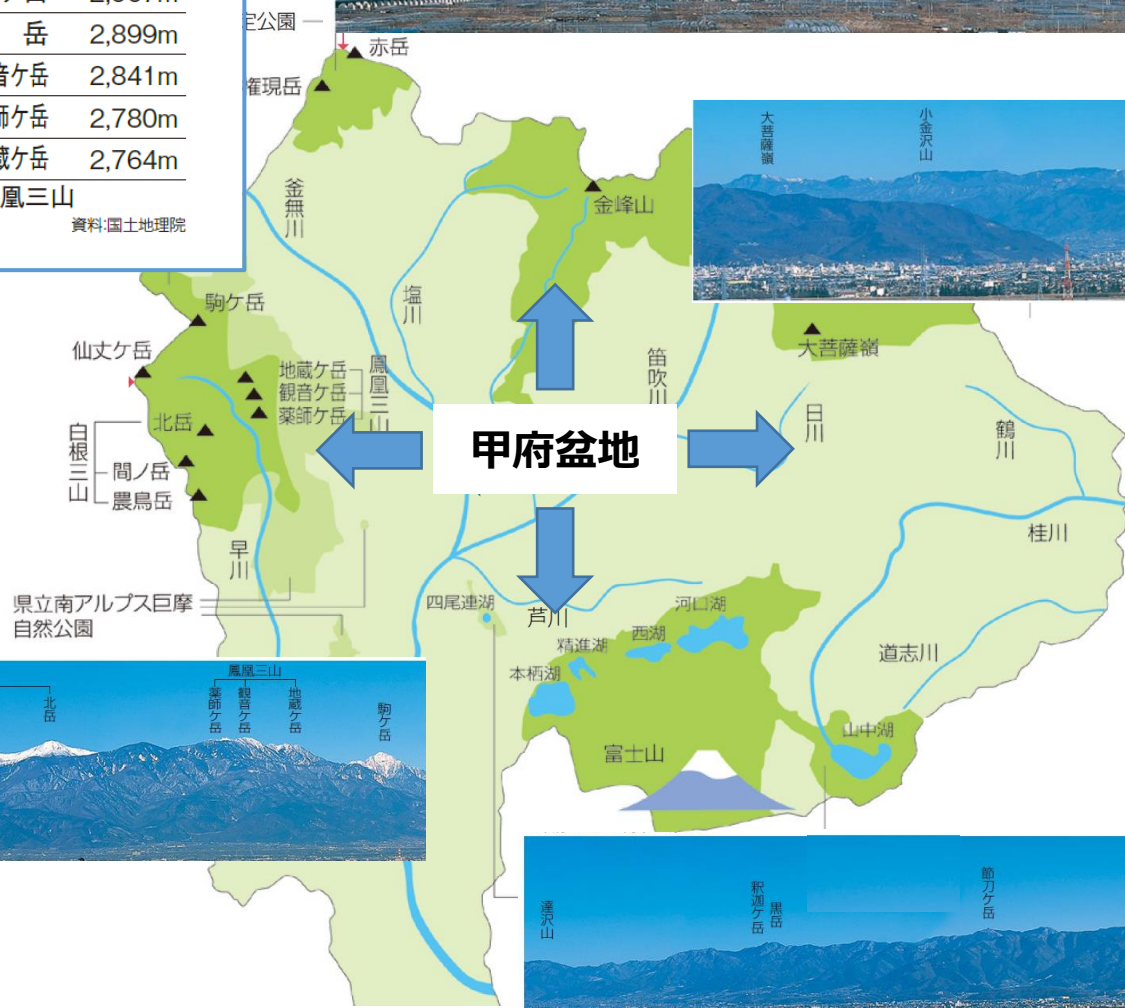 岳 2,899m
音ケ岳 2,841m
師ケ岳 2,780m
蔵ケ岳 2,764m
凰三山
資料:国土地理院
定公園
赤岳
権現岳
釜無川
塩川
金峰山
大菩薩嶺
小金沢山
駒ケ岳
仙丈ケ岳
地蔵ケ岳
観音ケ岳
薬師ケ岳
鳳凰三山
笛吹川
大菩薩嶺
日川
鶴川
北岳
白根三山
間ノ岳
農鳥岳
甲府盆地
早川
桂川
県立南アルプス巨摩
自然公園
四尾連湖
芦川
河口湖
西湖
精進湖
本栖湖
道志川
山中湖
富士山
鳳凰三山
北岳
薬師ケ岳
観音ケ岳
地蔵ケ岳
駒ケ岳
達沢山
釈迦ケ岳
黒岳
節刀ケ岳